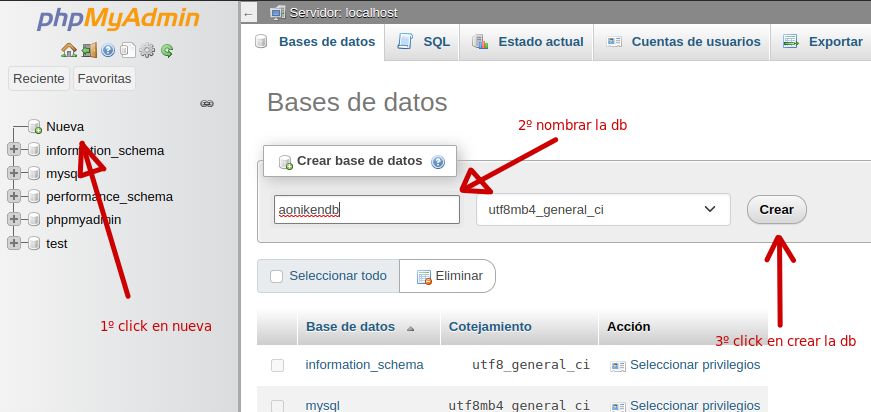 phpMyAdmin
Reciente Favoritas
Nueva
information_schema
mysql
performance_schema
phpmyadmin
test
1º click en nueva
Servidor: localhost
Bases de datos SQL Estado actual Cuentas de usuarios Exportar
Bases de datos
2º nombrar la db
Crear base de datos
aonikendb utf8mb4_general_ci Crear
Seleccionar todo Eliminar
3º click en crear la db
Base de datos Cotejamiento Acción
information_schema utf8_general_ci Seleccionar privilegios
mysql utf8mb4_general_ci Seleccionar privilegios